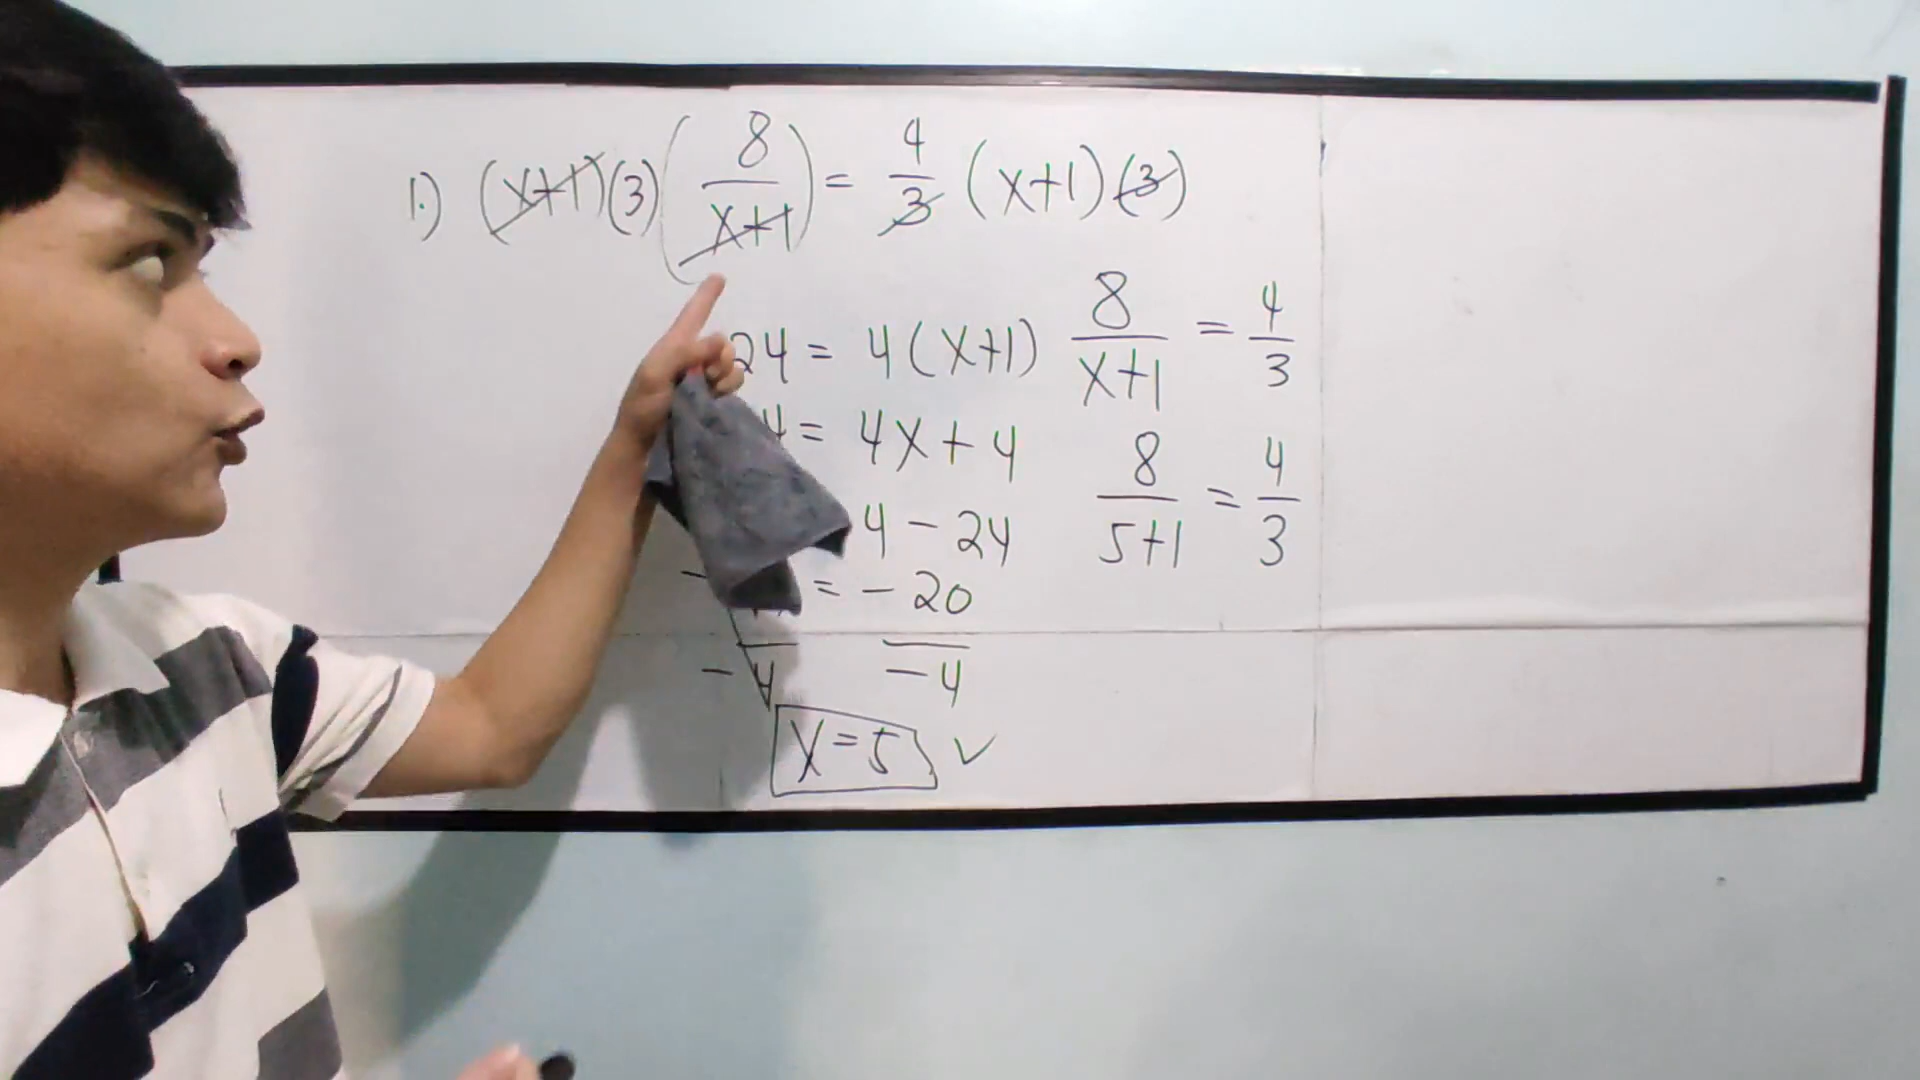 1.) (x+1)(3)(8/x+1) = 4/3 (x+1)(3)
24 = 4(x+1)
4 = 4x + 4
4 - 24
= -20
-4 -4
x = 5 ✓
8/x+1 = 4/3
8/5+1 = 4/3